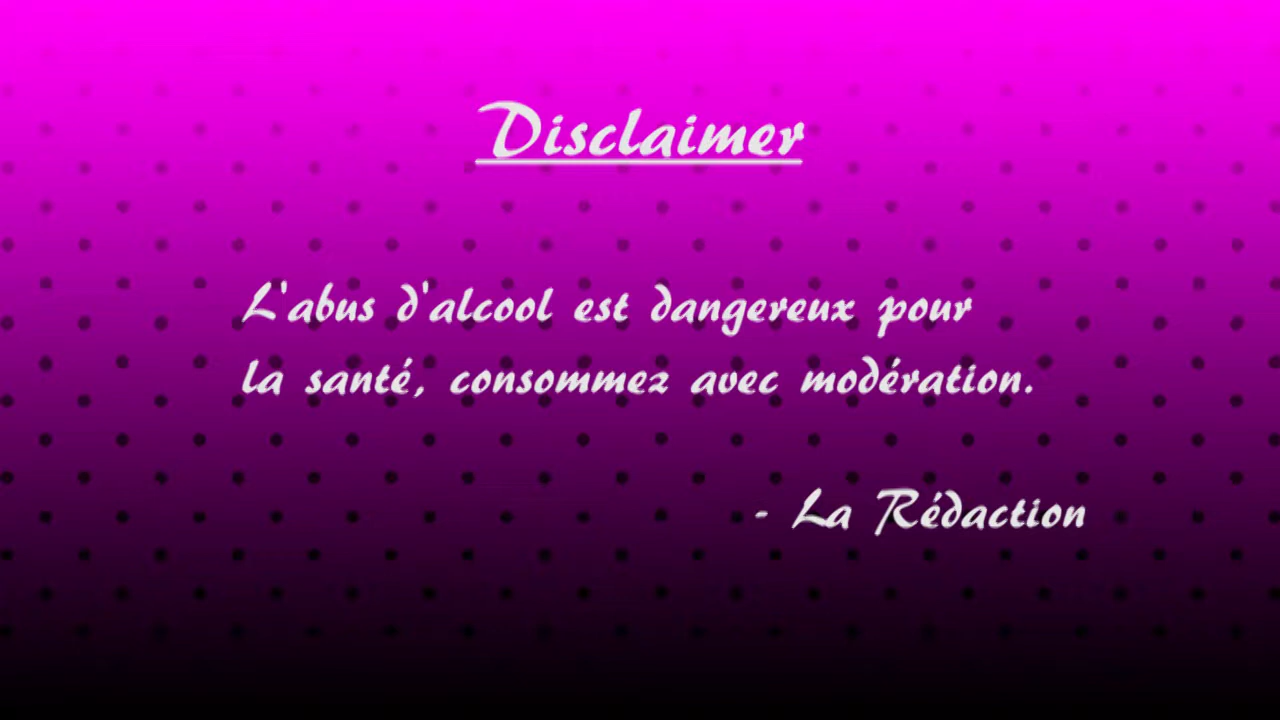 Disclaimer
L'abus d'alcool est dangereux pour
la santé, consommez avec modération.
- La Rédaction